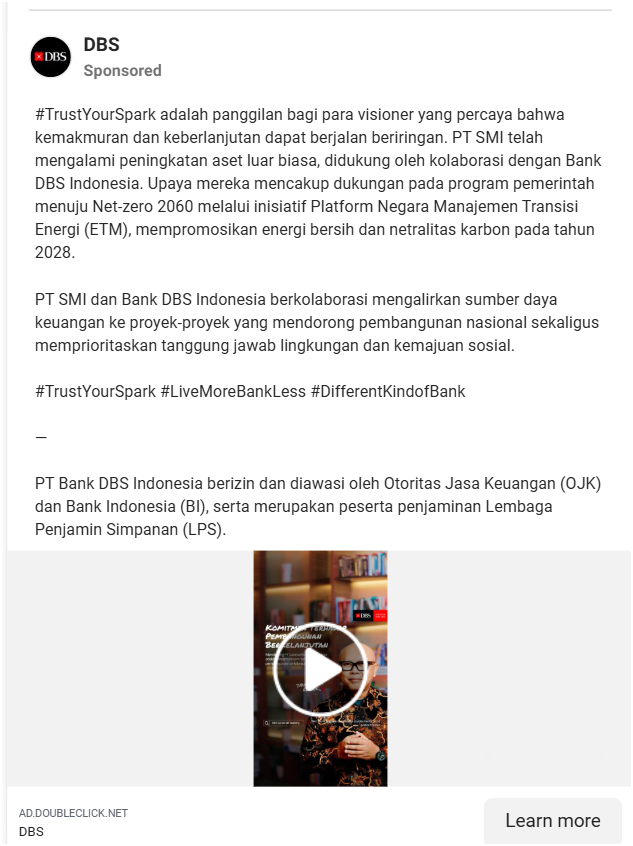 DBS
DBS
Sponsored
#TrustYourSpark adalah panggilan bagi para visioner yang percaya bahwa
kemakmuran dan keberlanjutan dapat berjalan beriringan. PT SMI telah
mengalami peningkatan aset luar biasa, didukung oleh kolaborasi dengan Bank
DBS Indonesia. Upaya mereka mencakup dukungan pada program pemerintah
menuju Net-zero 2060 melalui inisiatif Platform Negara Manajemen Transisi
Energi (ETM), mempromosikan energi bersih dan netralitas karbon pada tahun
2028.
PT SMI dan Bank DBS Indonesia berkolaborasi mengalirkan sumber daya
keuangan ke proyek-proyek yang mendorong pembangunan nasional sekaligus
memprioritaskan tanggung jawab lingkungan dan kemajuan sosial.
#TrustYourSpark #LiveMoreBankLess #DifferentKindofBank
—
PT Bank DBS Indonesia berizin dan diawasi oleh Otoritas Jasa Keuangan (OJK)
dan Bank Indonesia (BI), serta merupakan peserta penjaminan Lembaga
Penjamin Simpanan (LPS).
DBS
Komitmen terhadap
Pembangunan
Berkelanjutan
AD.DOUBLECLICK.NET
DBS
Learn more